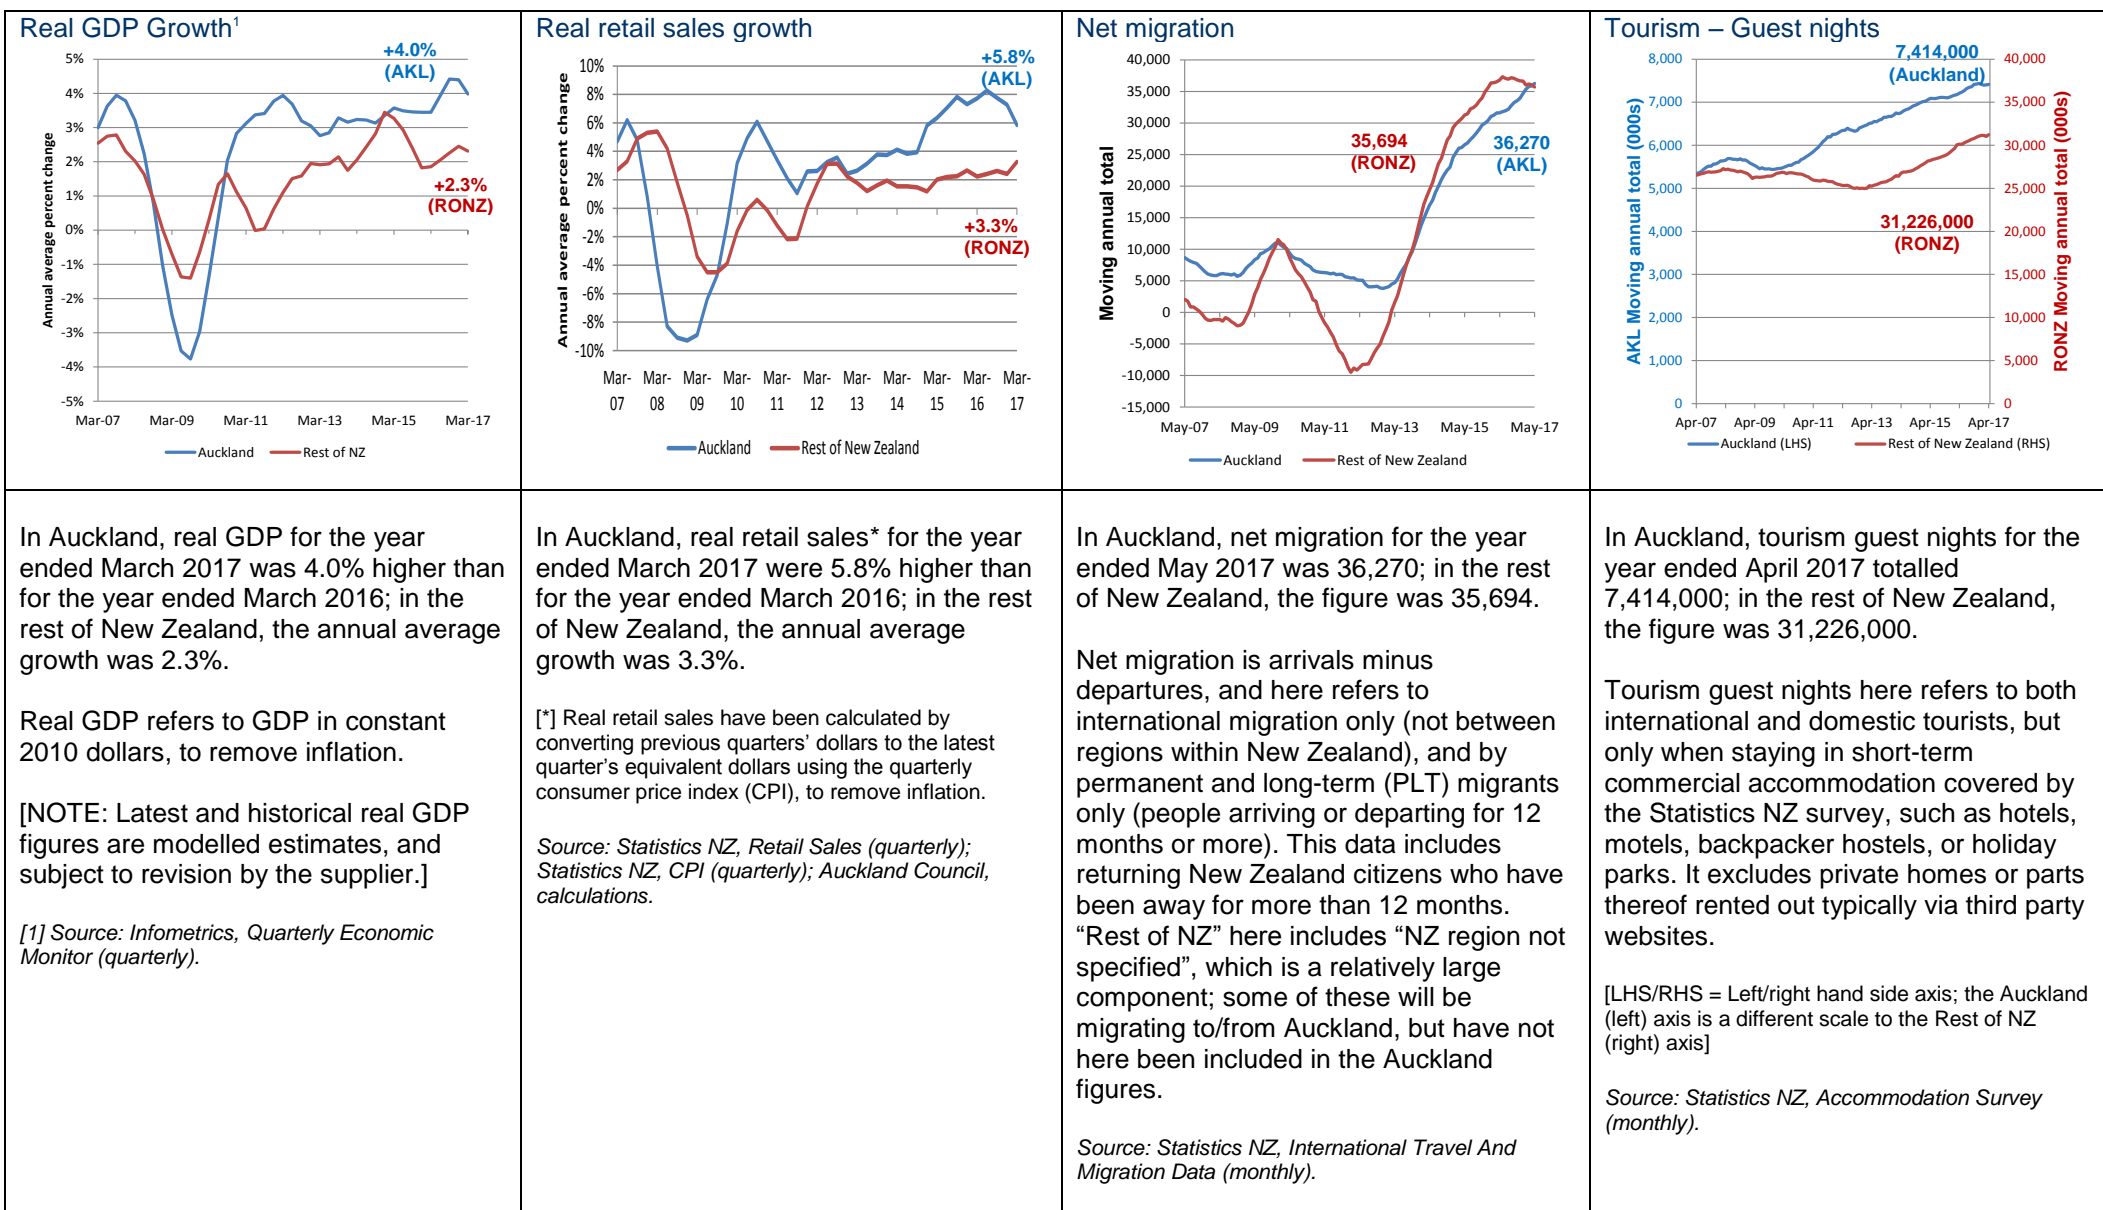 Real GDP Growth1
+4.0%
(AKL)
5%
4%
3%
2%
1%
0%
-1%
-2%
-3%
-4%
-5%
Annual average percent change
+2.3%
(RONZ)
Mar-07 Mar-09 Mar-11 Mar-13 Mar-15 Mar-17
Auckland Rest of NZ
Real retail sales growth
+5.8%
(AKL)
10%
8%
6%
4%
2%
0%
-2%
-4%
-6%
-8%
-10%
Annual average percent change
+3.3%
(RONZ)
Mar- Mar- Mar- Mar- Mar- Mar- Mar- Mar- Mar- Mar- Mar-
07 08 09 10 11 12 13 14 15 16 17
Auckland Rest of New Zealand
Net migration
40,000
35,000
30,000
25,000
20,000
15,000
10,000
5,000
0
-5,000
-10,000
-15,000
Moving annual total
35,694
(RONZ)
36,270
(AKL)
May-07 May-09 May-11 May-13 May-15 May-17
Auckland Rest of New Zealand
Tourism – Guest nights
7,414,000
(Auckland)
8,000
7,000
6,000
5,000
4,000
3,000
2,000
1,000
0
AKL Moving annual total (000s)
40,000
35,000
30,000
25,000
20,000
15,000
10,000
5,000
0
RONZ Moving annual total (000s)
31,226,000
(RONZ)
Apr-07 Apr-09 Apr-11 Apr-13 Apr-15 Apr-17
Auckland (LHS) Rest of New Zealand (RHS)
In Auckland, real GDP for the year
ended March 2017 was 4.0% higher than
for the year ended March 2016; in the
rest of New Zealand, the annual average
growth was 2.3%.
Real GDP refers to GDP in constant
2010 dollars, to remove inflation.
[NOTE: Latest and historical real GDP
figures are modelled estimates, and
subject to revision by the supplier.]
[1] Source: Infometrics, Quarterly Economic
Monitor (quarterly).
In Auckland, real retail sales* for the year
ended March 2017 were 5.8% higher than
for the year ended March 2016; in the rest
of New Zealand, the annual average
growth was 3.3%.
[*] Real retail sales have been calculated by
converting previous quarters’ dollars to the latest
quarter’s equivalent dollars using the quarterly
consumer price index (CPI), to remove inflation.
Source: Statistics NZ, Retail Sales (quarterly);
Statistics NZ, CPI (quarterly); Auckland Council,
calculations.
In Auckland, net migration for the year
ended May 2017 was 36,270; in the rest
of New Zealand, the figure was 35,694.
Net migration is arrivals minus
departures, and here refers to
international migration only (not between
regions within New Zealand), and by
permanent and long-term (PLT) migrants
only (people arriving or departing for 12
months or more). This data includes
returning New Zealand citizens who have
been away for more than 12 months.
“Rest of NZ” here includes “NZ region not
specified”, which is a relatively large
component; some of these will be
migrating to/from Auckland, but have not
here been included in the Auckland
figures.
Source: Statistics NZ, International Travel And
Migration Data (monthly).
In Auckland, tourism guest nights for the
year ended April 2017 totalled
7,414,000; in the rest of New Zealand,
the figure was 31,226,000.
Tourism guest nights here refers to both
international and domestic tourists, but
only when staying in short-term
commercial accommodation covered by
the Statistics NZ survey, such as hotels,
motels, backpacker hostels, or holiday
parks. It excludes private homes or parts
thereof rented out typically via third party
websites.
[LHS/RHS = Left/right hand side axis; the Auckland
(left) axis is a different scale to the Rest of NZ
(right) axis]
Source: Statistics NZ, Accommodation Survey
(monthly).